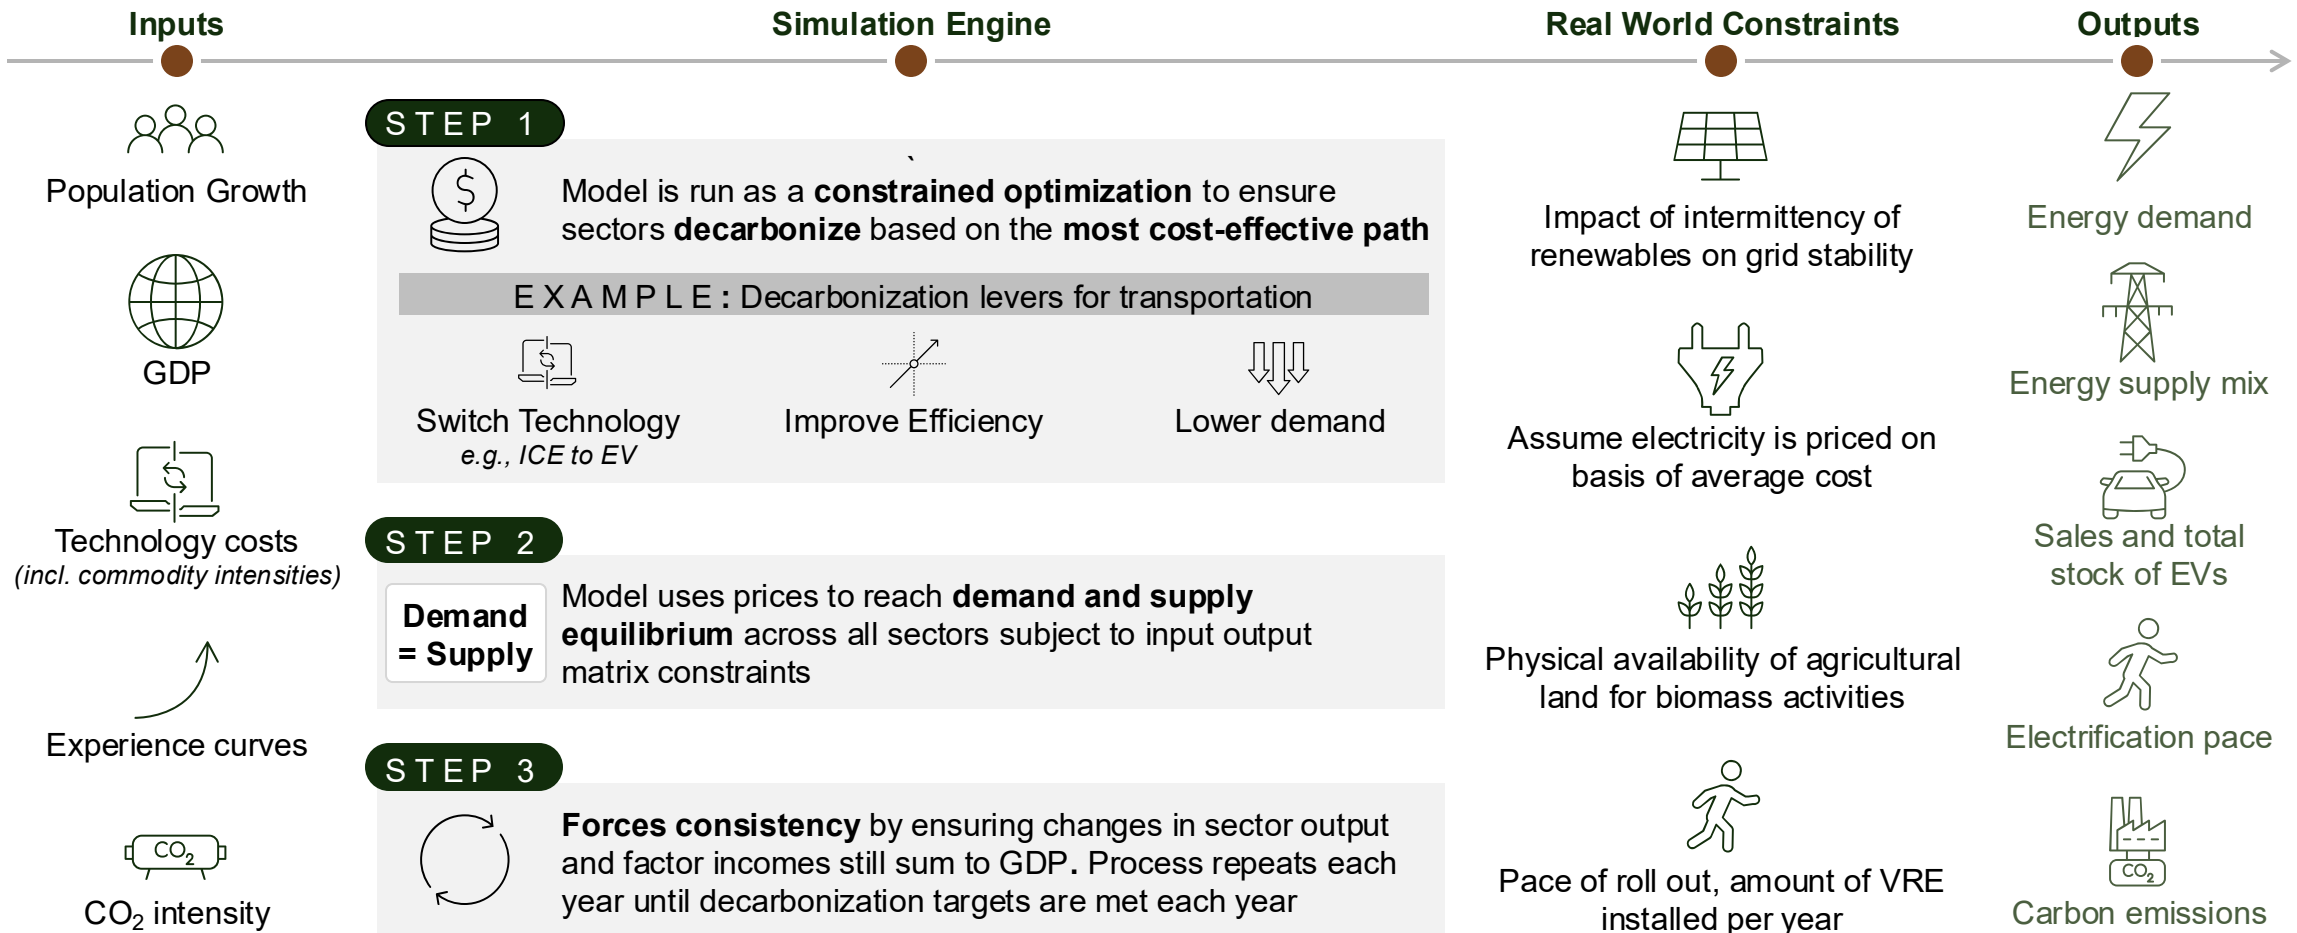 Inputs
Simulation Engine
Real World Constraints
Outputs
Population Growth
GDP
Technology costs
(incl. commodity intensities)
Experience curves
CO2
CO2 intensity
STEP 1
$
`
Model is run as a constrained optimization to ensure
sectors decarbonize based on the most cost-effective path
EXAMPLE: Decarbonization levers for transportation
Switch Technology
e.g., ICE to EV
Improve Efficiency
Lower demand
STEP 2
Demand
= Supply
Model uses prices to reach demand and supply
equilibrium across all sectors subject to input output
matrix constraints
STEP 3
Forces consistency by ensuring changes in sector output
and factor incomes still sum to GDP. Process repeats each
year until decarbonization targets are met each year
Impact of intermittency of
renewables on grid stability
Assume electricity is priced on
basis of average cost
Physical availability of agricultural
land for biomass activities
Pace of roll out, amount of VRE
installed per year
Energy demand
Energy supply mix
Sales and total
stock of EVs
Electrification pace
CO2
Carbon emissions